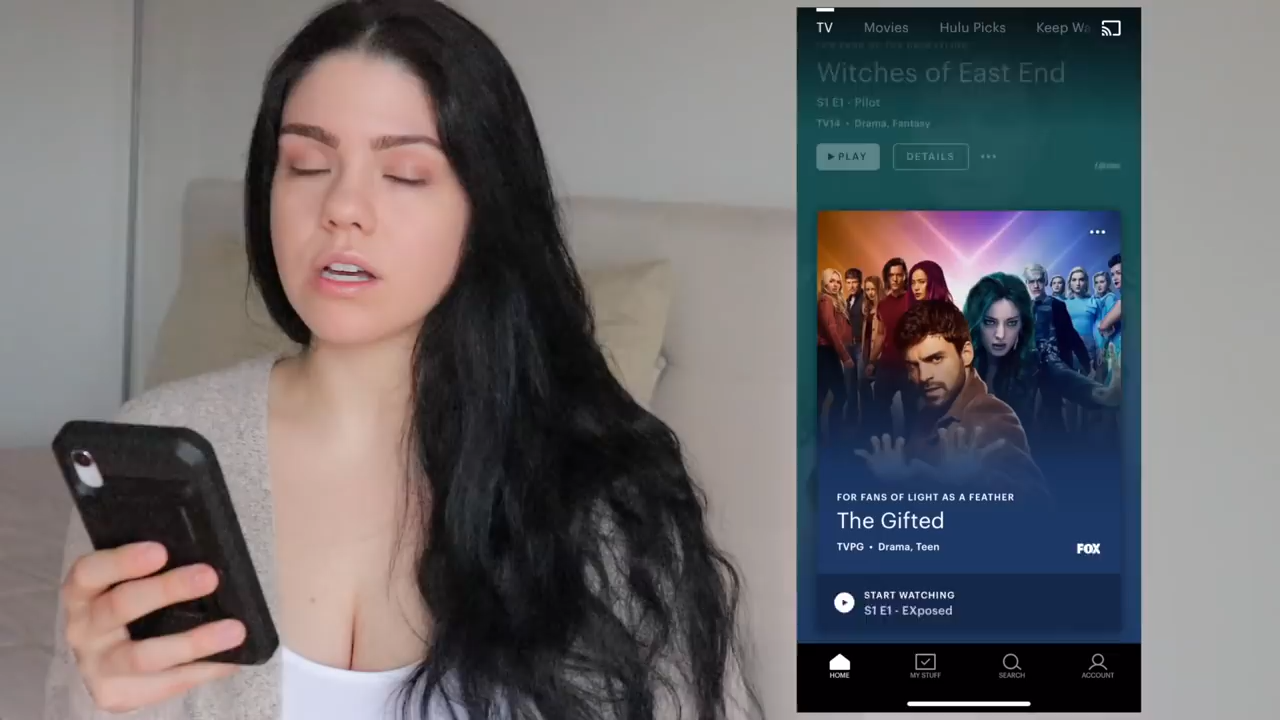 TV Movies Hulu Picks Keep Wa
Witches of East End
S1 E1 - Pilot
TV14 • Drama, Fantasy
PLAY DETAILS
FOR FANS OF LIGHT AS A FEATHER
The Gifted
TVPG • Drama, Teen
FOX
START WATCHING
S1 E1 - EXposed
HOME MY STUFF SEARCH ACCOUNT